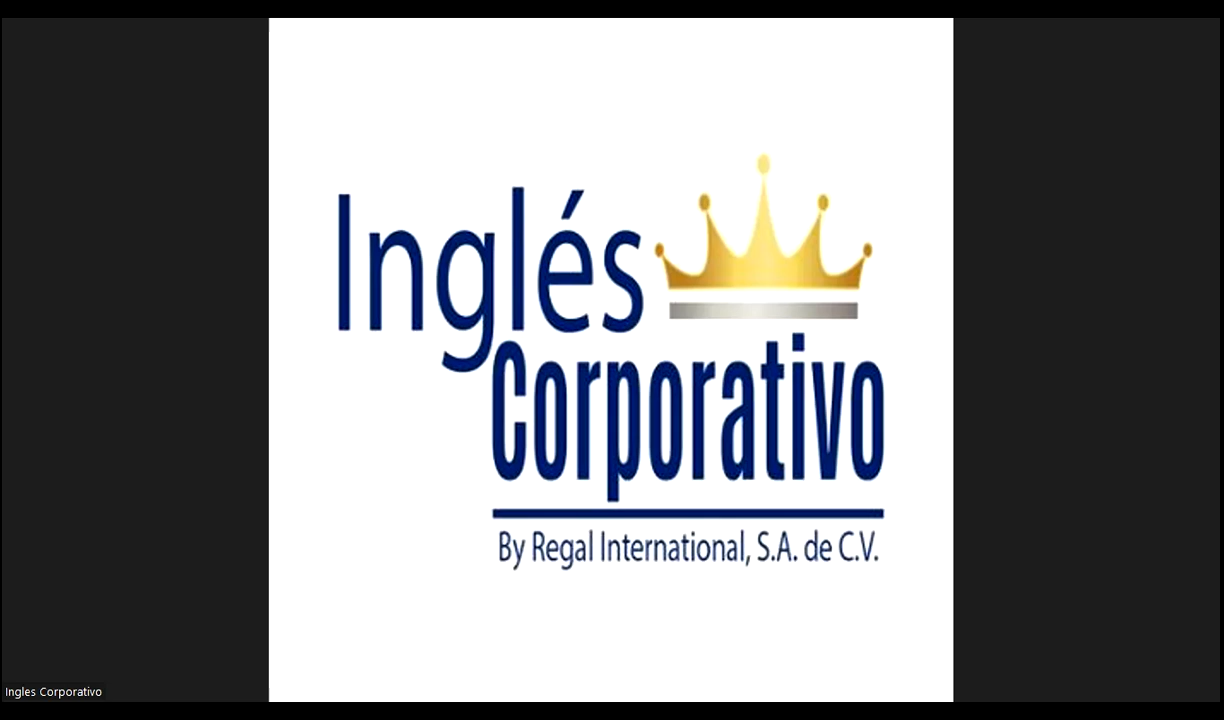 Inglés
Corporativo
By Regal International, S.A. de C.V.
Ingles Corporativo